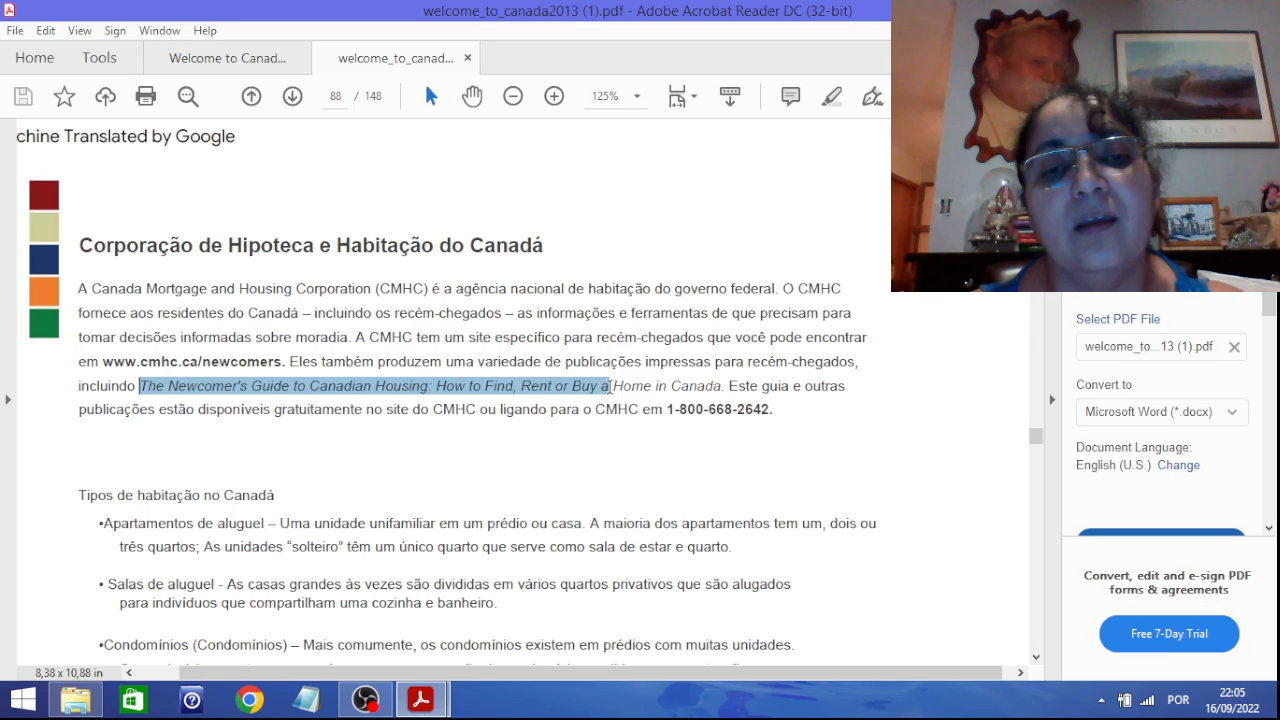 welcome_to_canada2013 (1).pdf - Adobe Acrobat Reader DC (32-bit)
File Edit View Sign Window Help
Home Tools Welcome to Canad... welcome_to_canad... ×
88 / 148 125%
chine Translated by Google
Corporação de Hipoteca e Habitação do Canadá
A Canada Mortgage and Housing Corporation (CMHC) é a agência nacional de habitação do governo federal. O CMHC
fornece aos residentes do Canadá – incluindo os recém-chegados – as informações e ferramentas de que precisam para
tomar decisões informadas sobre moradia. A CMHC tem um site específico para recém-chegados que você pode encontrar
em www.cmhc.ca/newcomers. Eles também produzem uma variedade de publicações impressas para recém-chegados,
incluindo The Newcomer's Guide to Canadian Housing: How to Find, Rent or Buy a Home in Canada. Este guia e outras
publicações estão disponíveis gratuitamente no site do CMHC ou ligando para o CMHC em 1-800-668-2642.
Tipos de habitação no Canadá
•Apartamentos de aluguel – Uma unidade unifamiliar em um prédio ou casa. A maioria dos apartamentos tem um, dois ou
três quartos; As unidades “solteiro” têm um único quarto que serve como sala de estar e quarto.
• Salas de aluguel - As casas grandes às vezes são divididas em vários quartos privativos que são alugados
para indivíduos que compartilham uma cozinha e banheiro.
•Condomínios (Condomínios) – Mais comumente, os condomínios existem em prédios com muitas unidades.
8,38 x 10,88 in
Select PDF File
welcome_to...13 (1).pdf
Convert to
Microsoft Word (*.docx)
Document Language:
English (U.S.) Change
Convert, edit and e-sign PDF
forms & agreements
Free 7-Day Trial
POR
22:05
16/09/2022